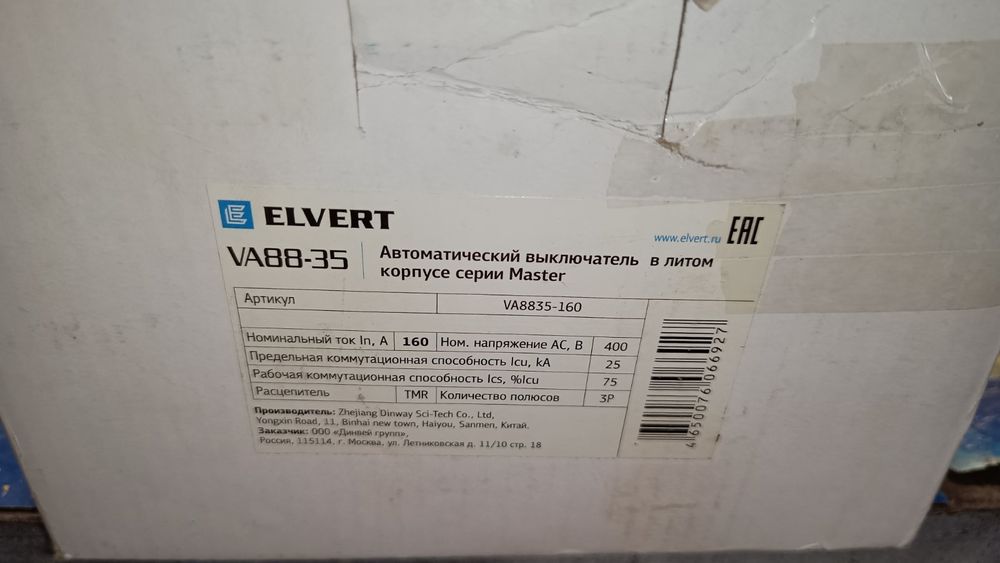 ELVERT
www.elvert.ru EAC
VA88-35
Автоматический выключатель в литом
корпусе серии Master
Артикул VA8835-160
Номинальный ток In, А 160 Ном. напряжение АС, В 400
Предельная коммутационная способность Icu, kA 25
Рабочая коммутационная способность Ics, %Icu 75
Расцепитель TMR Количество полюсов 3P
Производитель: Zhejiang Dinway Sci-Tech Co., Ltd,
Yongxin Road, 11, Binhai new town, Haiyou, Sanmen, Китай.
Заказчик: ООО «Динвей групп»,
Россия, 115114, г. Москва, ул. Летниковская д. 11/10 стр. 18
4650076066927